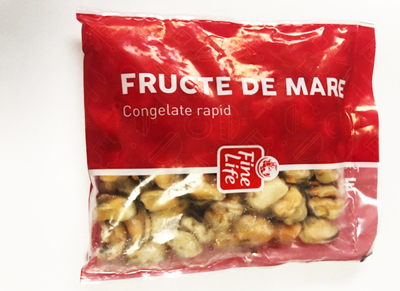 FRUCTE DE MARE
Congelate rapid
Fine
Life